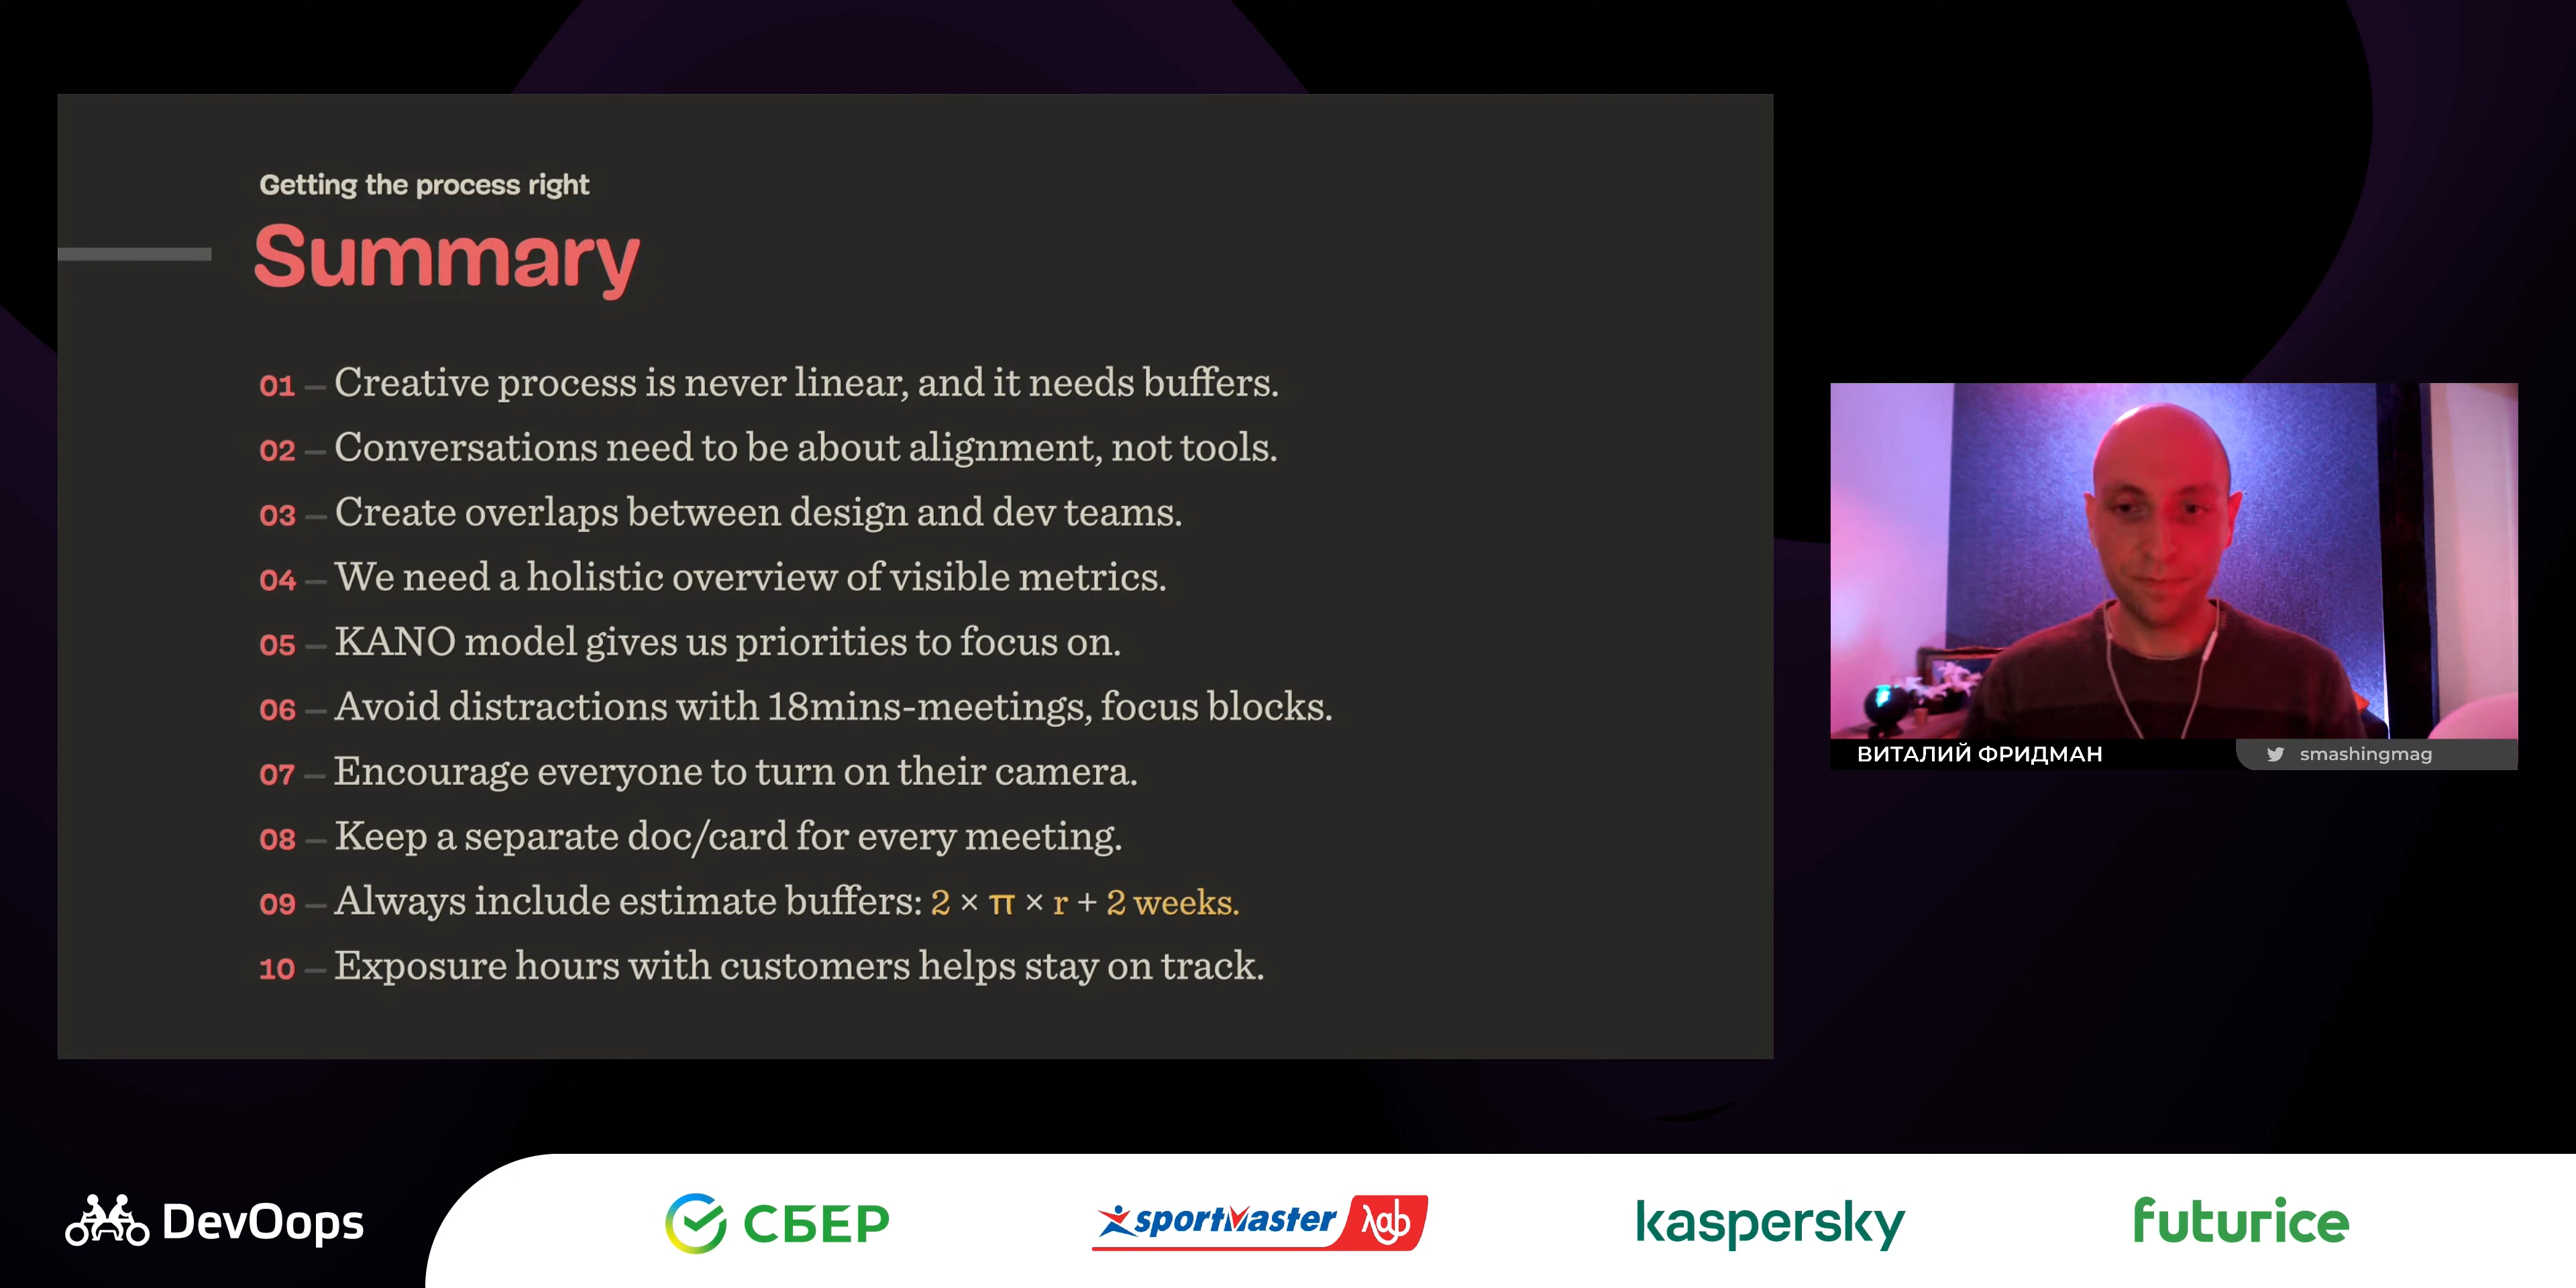 Getting the process right
Summary
01 — Creative process is never linear, and it needs buffers.
02 — Conversations need to be about alignment, not tools.
03 — Create overlaps between design and dev teams.
04 — We need a holistic overview of visible metrics.
05 — KANO model gives us priorities to focus on.
06 — Avoid distractions with 18mins-meetings, focus blocks.
07 — Encourage everyone to turn on their camera.
08 — Keep a separate doc/card for every meeting.
09 — Always include estimate buffers: 2 × π × r + 2 weeks.
10 — Exposure hours with customers helps stay on track.
ВИТАЛИЙ ФРИДМАН
smashingmag
DevOops
СБЕР
sportmaster λab
kaspersky
futurice